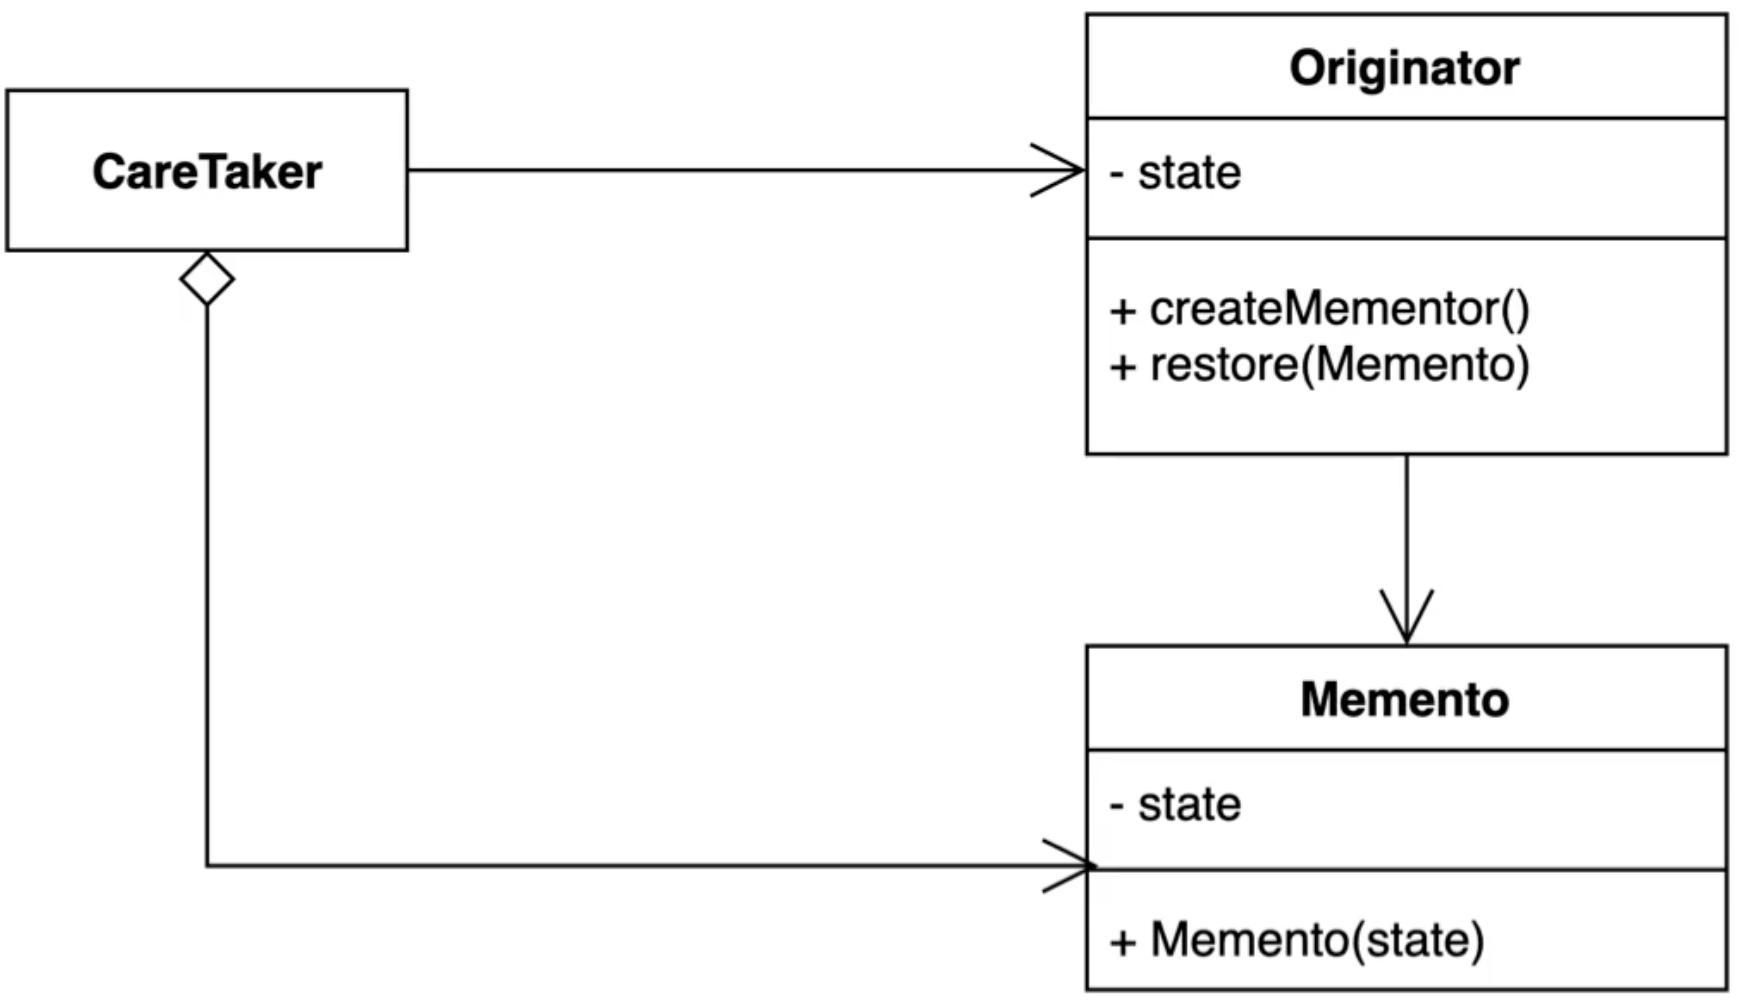 CareTaker
Originator
- state
+ createMementor()
+ restore(Memento)
Memento
- state
+ Memento(state)